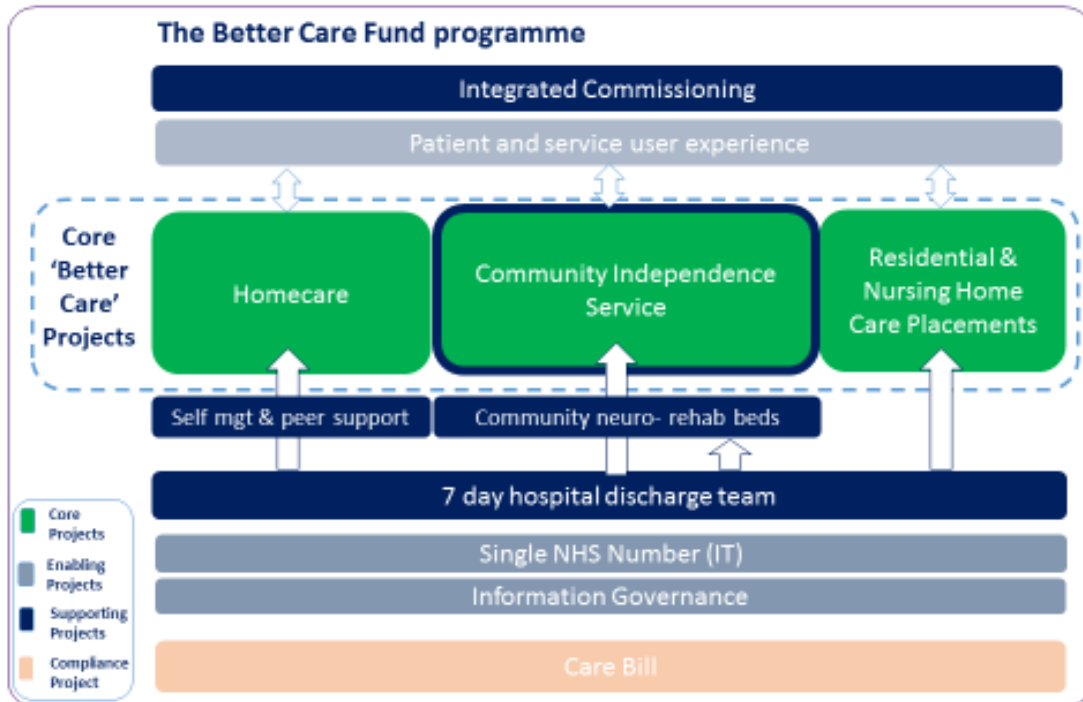 The Better Care Fund programme
Integrated Commissioning
Patient and service user experience
Core
'Better
Care'
Projects
Homecare
Community Independence
Service
Residential &
Nursing Home
Care Placements
Self mgt & peer support
Community neuro- rehab beds
7 day hospital discharge team
Single NHS Number (IT)
Information Governance
Care Bill
Core
Projects
Enabling
Projects
Supporting
Projects
Compliance
Project